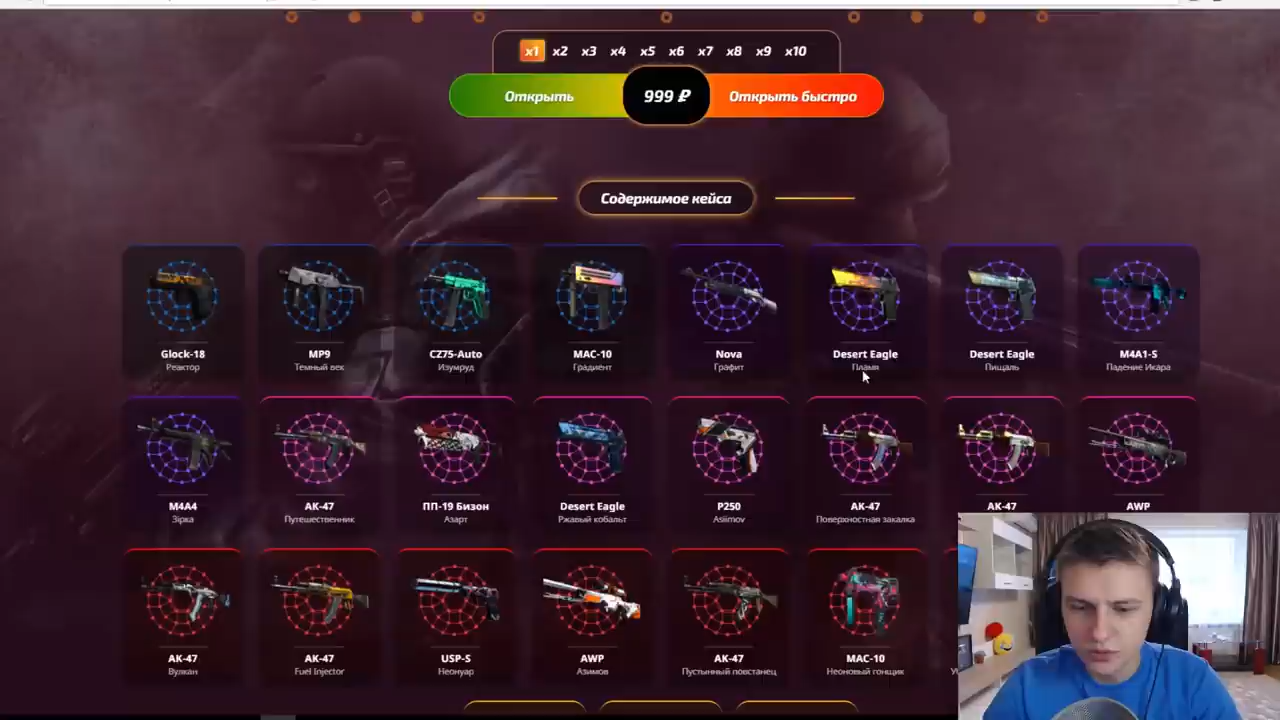 x1 x2 x3 x4 x5 x6 x7 x8 x9 x10
Открыть 999 ₽ Открыть быстро
Содержимое кейса
Glock-18 MP9 CZ75-Auto MAC-10 Nova Desert Eagle Desert Eagle M4A1-S
Реактор Темный век Изумруд Градиент Графит Пламя Пищаль Падение Икара
M4A4 AK-47 ПП-19 Бизон Desert Eagle P250 AK-47 AK-47 AWP
Зірка Путешественник Азарт Ржавый кобальт Asiimov Поверхностная закалка
AK-47 AK-47 USP-S AWP AK-47 MAC-10
Вулкан Fuel Injector Неонуар Азимов Пустынный повстанец Неоновый гонщик